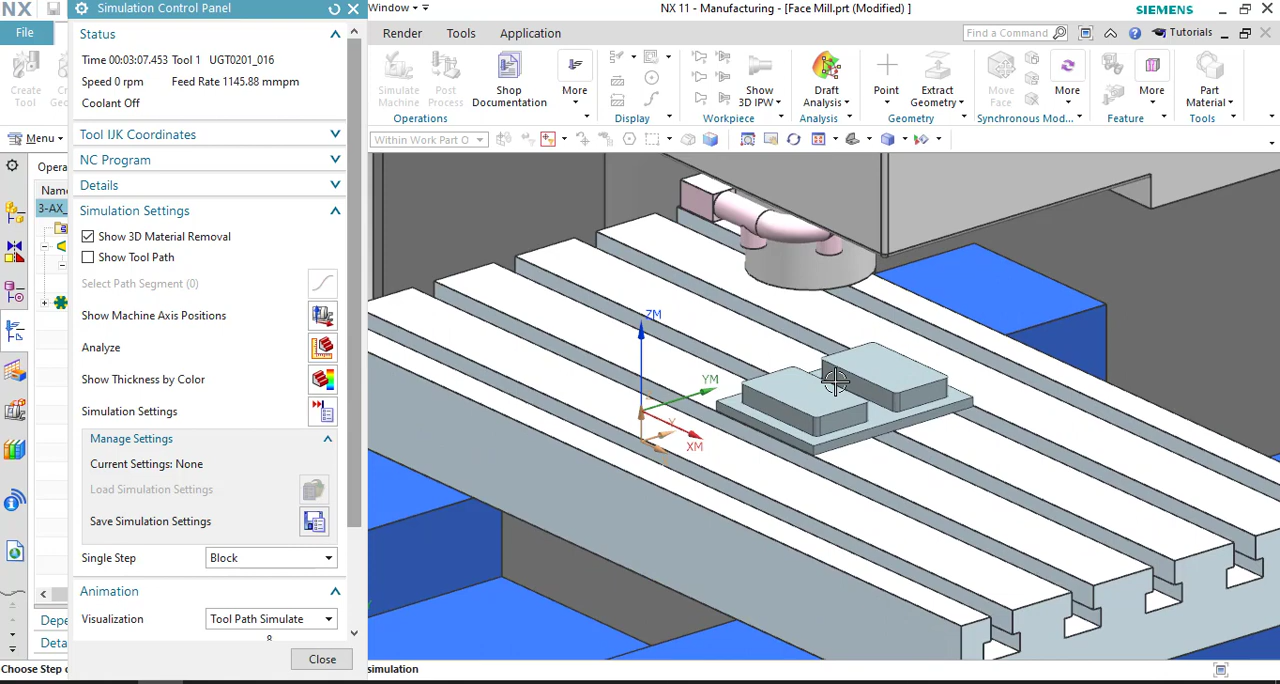 NX
Simulation Control Panel
Window
NX 11 - Manufacturing - [Face Mill.prt (Modified) ]
SIEMENS
File
Render
Tools
Application
Find a Command
Tutorials
Create
Tool
Simulate
Machine
Post
Process
Shop
Documentation
More
Show
3D IPW
Draft
Analysis
Point
Extract
Geometry
Move
Face
More
More
Part
Material
Operations
Display
Workpiece
Analysis
Geometry
Synchronous Mod...
Feature
Tools
Menu
Within Work Part O
Status
Time 00:03:07.453 Tool 1 UGT0201_016
Speed 0 rpm Feed Rate 1145.88 mmpm
Coolant Off
Tool IJK Coordinates
NC Program
Details
Simulation Settings
Show 3D Material Removal
Show Tool Path
Select Path Segment (0)
Show Machine Axis Positions
Analyze
Show Thickness by Color
Simulation Settings
Manage Settings
Current Settings: None
Load Simulation Settings
Save Simulation Settings
Single Step
Block
Animation
Visualization
Tool Path Simulate
Close
Opera
Name
3-AX_
Depe
Deta
Choose Step
simulation
ZM
YM
XM
Y